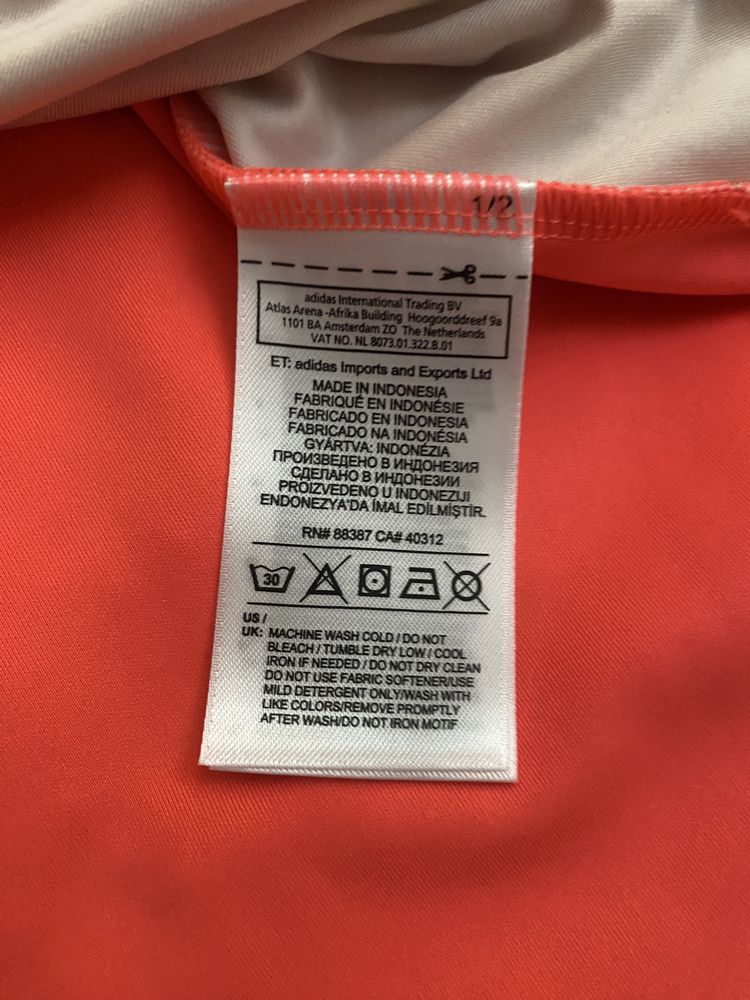 1/2
adidas International Trading BV
Atlas Arena -Afrika Building Hoogoorddreef 9a
1101 BA Amsterdam ZO The Netherlands
VAT NO. NL 8073.01.322.B.01
ET: adidas Imports and Exports Ltd
MADE IN INDONESIA
FABRIQUÉ EN INDONÉSIE
FABRICADO EN INDONESIA
FABRICADO NA INDONÉSIA
GYÁRTVA: INDONÉZIA
ПРОИЗВЕДЕНО В ИНДОНЕЗИЯ
СДЕЛАНО В ИНДОНЕЗИИ
PROIZVEDENO U INDONEZIJI
ENDONEZYA'DA İMAL EDİLMİŞTİR.
RN# 88387 CA# 40312
30
US /
UK: MACHINE WASH COLD / DO NOT
BLEACH / TUMBLE DRY LOW / COOL
IRON IF NEEDED / DO NOT DRY CLEAN
DO NOT USE FABRIC SOFTENER/USE
MILD DETERGENT ONLY/WASH WITH
LIKE COLORS/REMOVE PROMPTLY
AFTER WASH/DO NOT IRON MOTIF